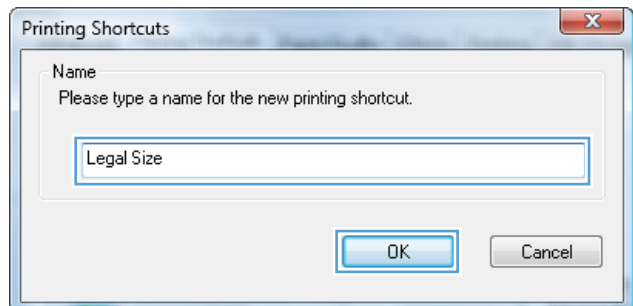 Printing Shortcuts
Name
Please type a name for the new printing shortcut.
Legal Size
OK
Cancel